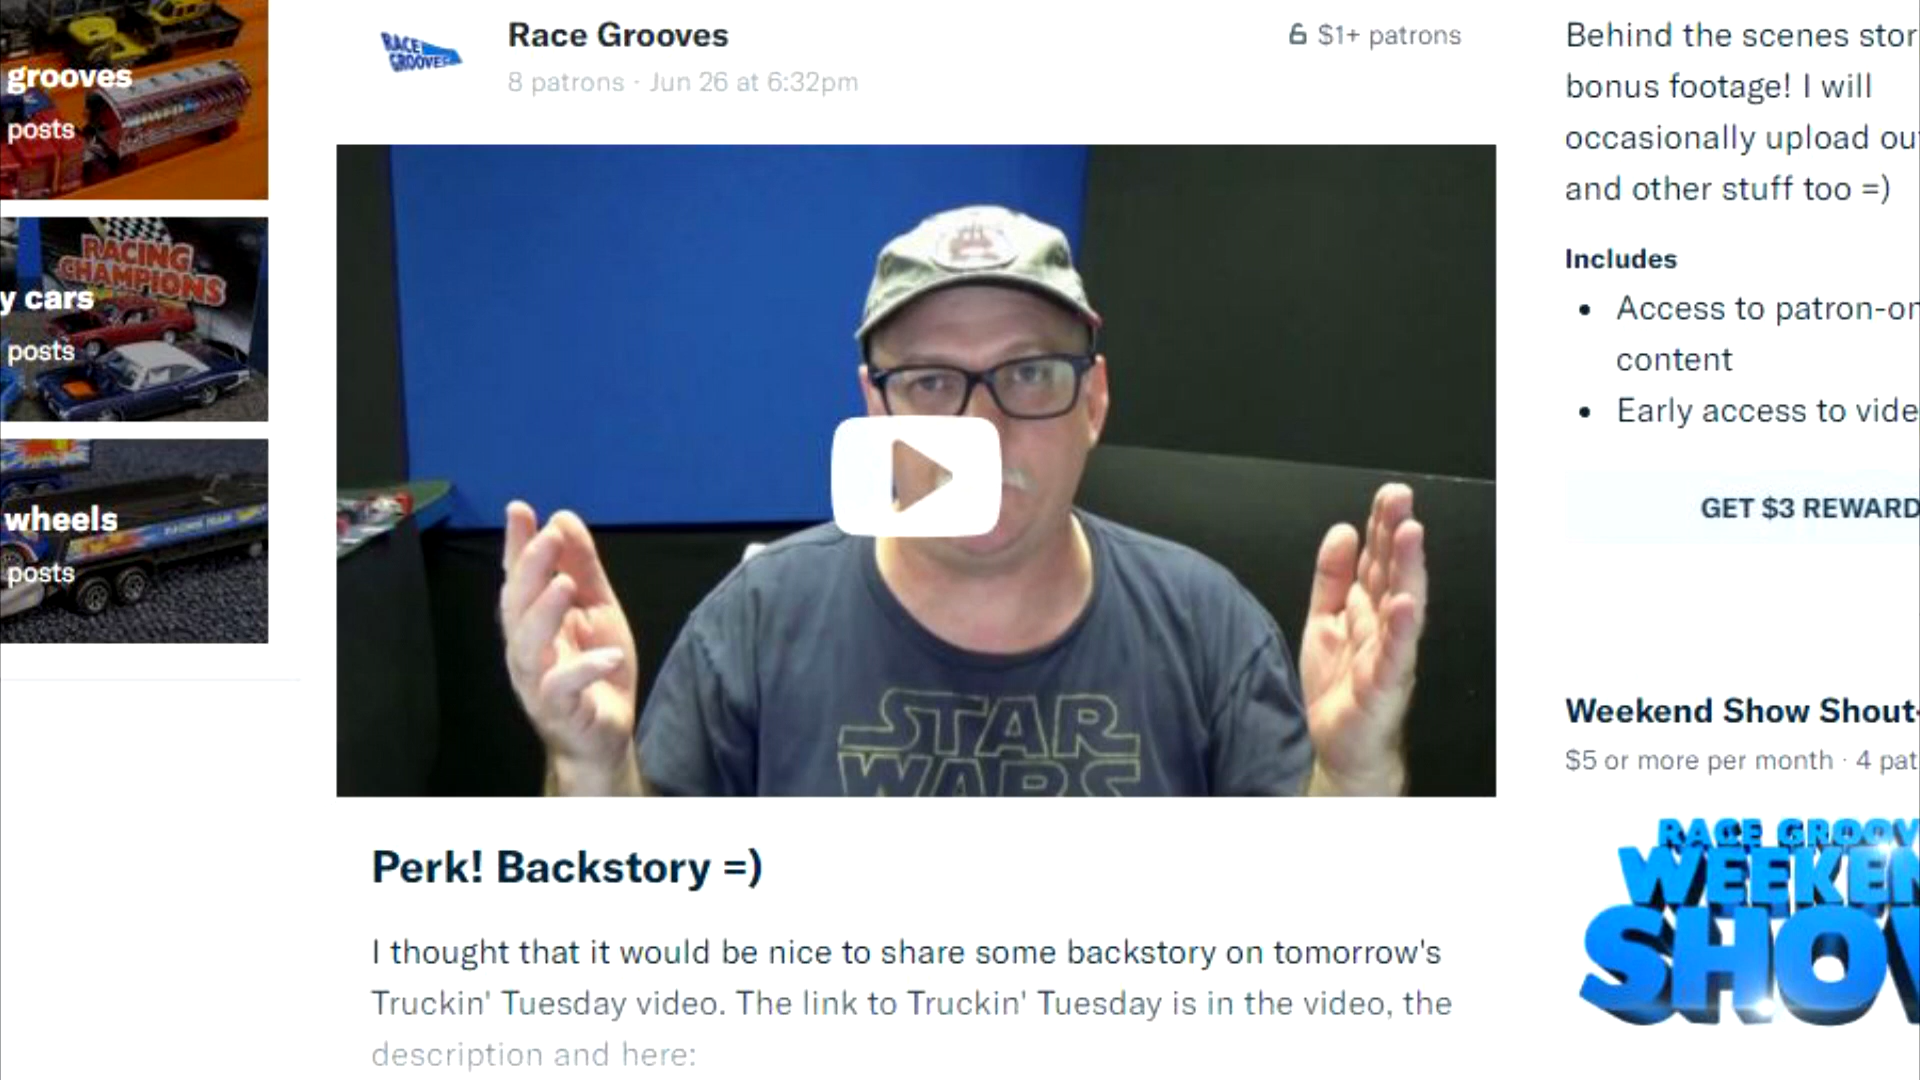 grooves
posts
RACING
CHAMPIONS
y cars
posts
wheels
posts
RACE
GROOVES
Race Grooves
8 patrons · Jun 26 at 6:32pm
$1+ patrons
STAR
WARS
Perk! Backstory =)
I thought that it would be nice to share some backstory on tomorrow's
Truckin' Tuesday video. The link to Truckin' Tuesday is in the video, the
description and here:
Behind the scenes stor
bonus footage! I will
occasionally upload ou
and other stuff too =)
Includes
• Access to patron-on
content
• Early access to vide
GET $3 REWARD
Weekend Show Shout-
$5 or more per month · 4 pat
RACE GROOV
WEEKEN
SHOW